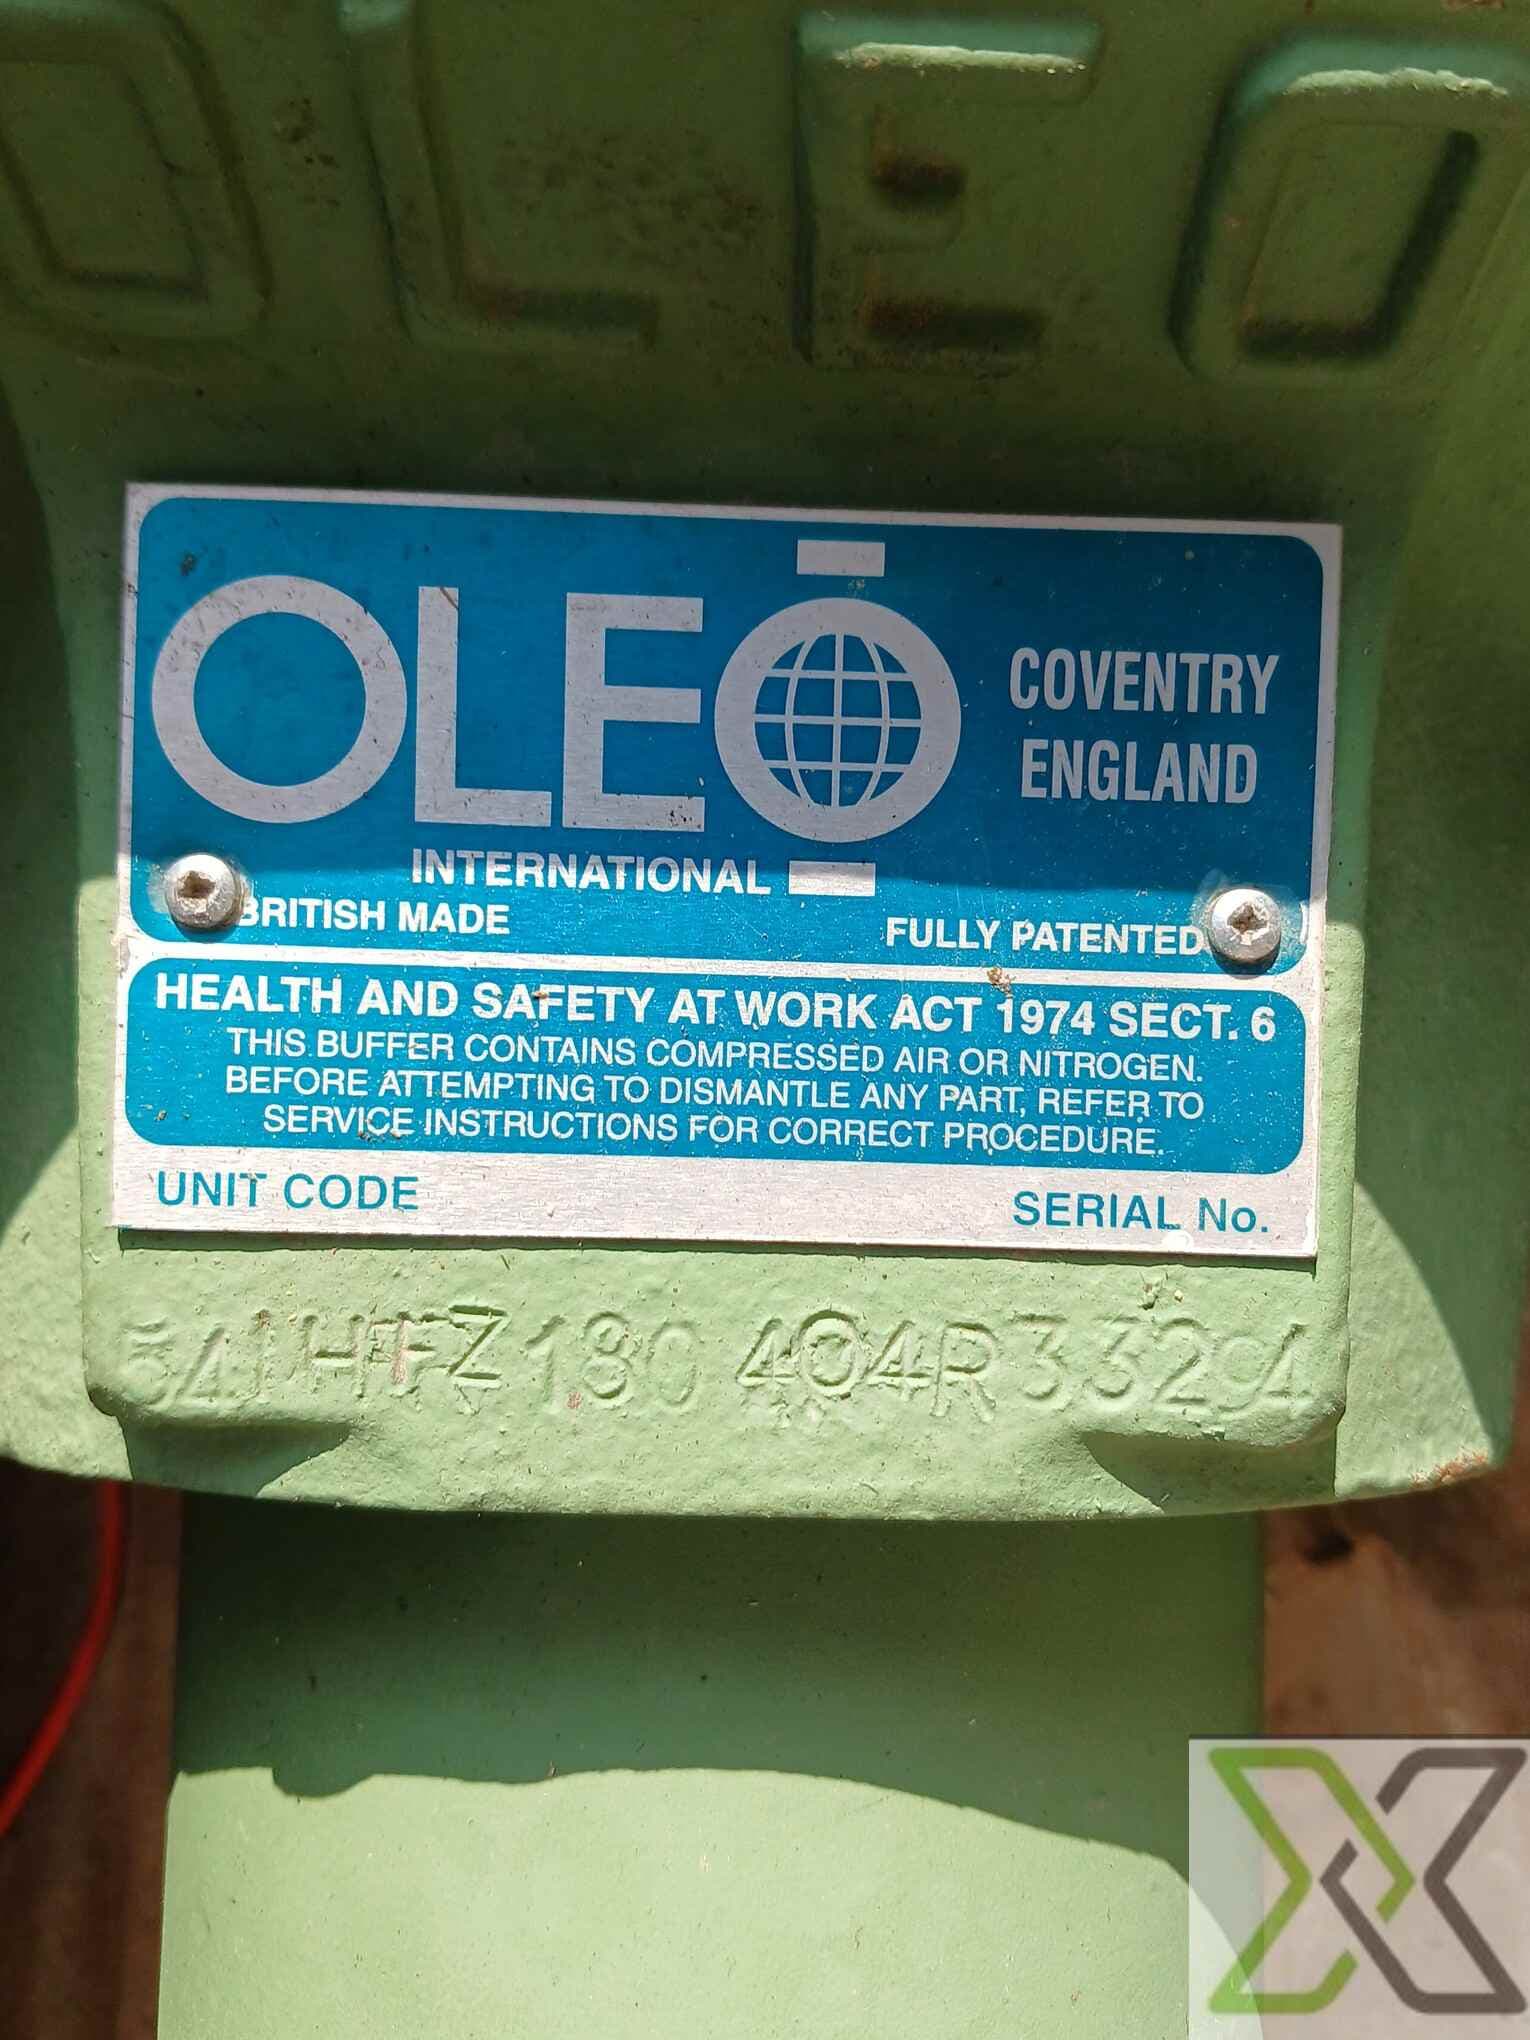 OLEO
OLEO
COVENTRY
ENGLAND
INTERNATIONAL
BRITISH MADE
FULLY PATENTED
HEALTH AND SAFETY AT WORK ACT 1974 SECT. 6
THIS BUFFER CONTAINS COMPRESSED AIR OR NITROGEN.
BEFORE ATTEMPTING TO DISMANTLE ANY PART, REFER TO
SERVICE INSTRUCTIONS FOR CORRECT PROCEDURE.
UNIT CODE
SERIAL No.
180 404R33294